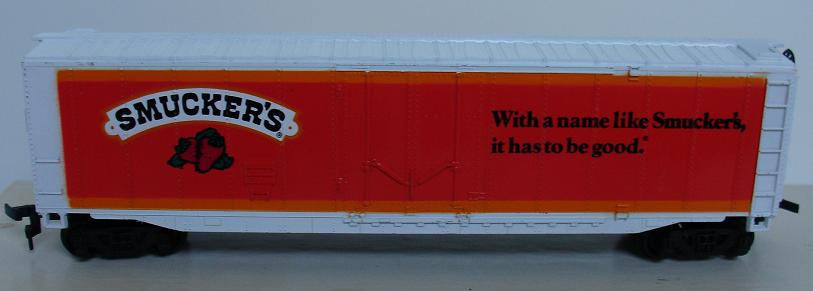 SMUCKER'S®
With a name like Smucker's,
it has to be good.®